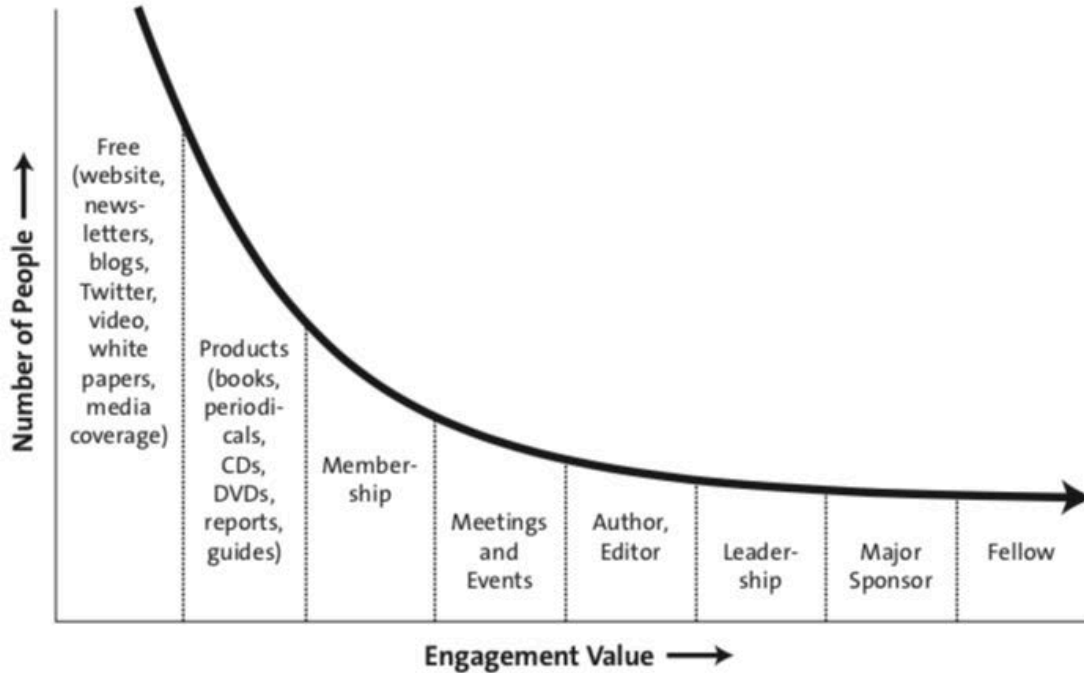 Number of People
Free
(website,
news-
letters,
blogs,
Twitter,
video,
white
papers,
media
coverage)
Products
(books,
periodi-
cals,
CDs,
DVDs,
reports,
guides)
Member-
ship
Meetings
and
Events
Author,
Editor
Leader-
ship
Major
Sponsor
Fellow
Engagement Value